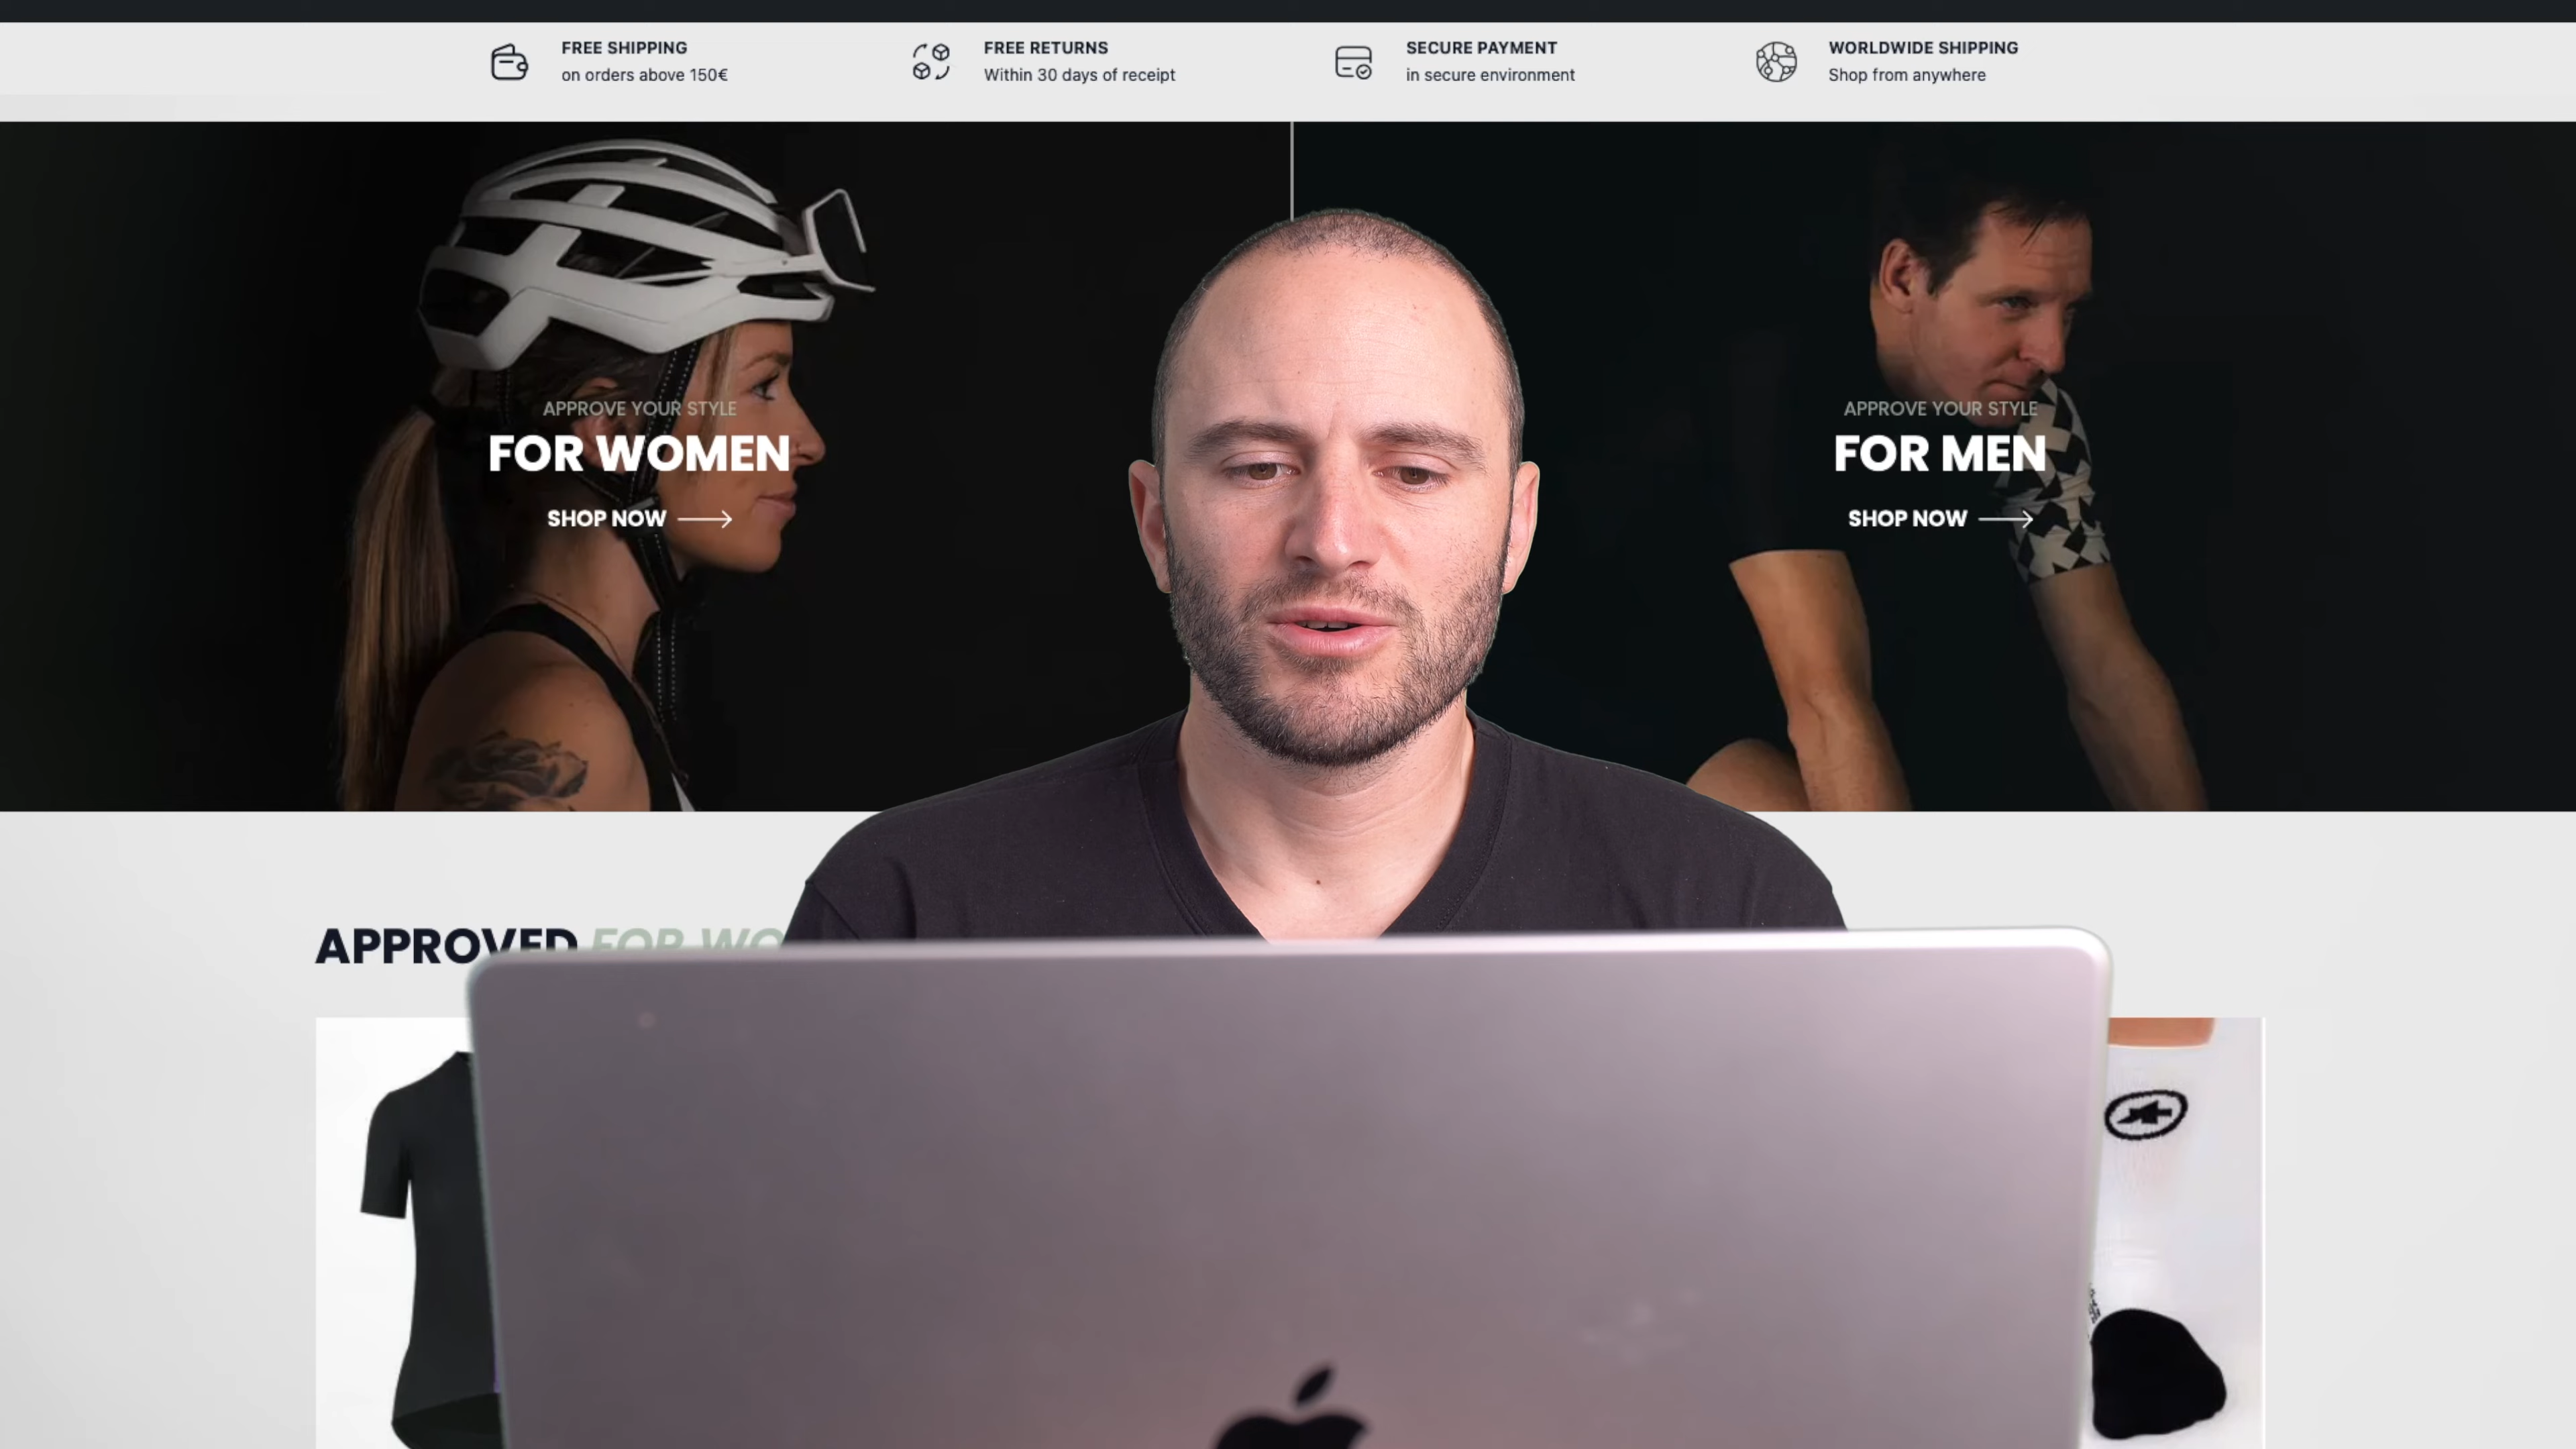 FREE SHIPPING
on orders above 150€
FREE RETURNS
Within 30 days of receipt
SECURE PAYMENT
in secure environment
WORLDWIDE SHIPPING
Shop from anywhere
APPROVE YOUR STYLE
FOR WOMEN
SHOP NOW
APPROVE YOUR STYLE
FOR MEN
SHOP NOW
APPROVED FOR WO